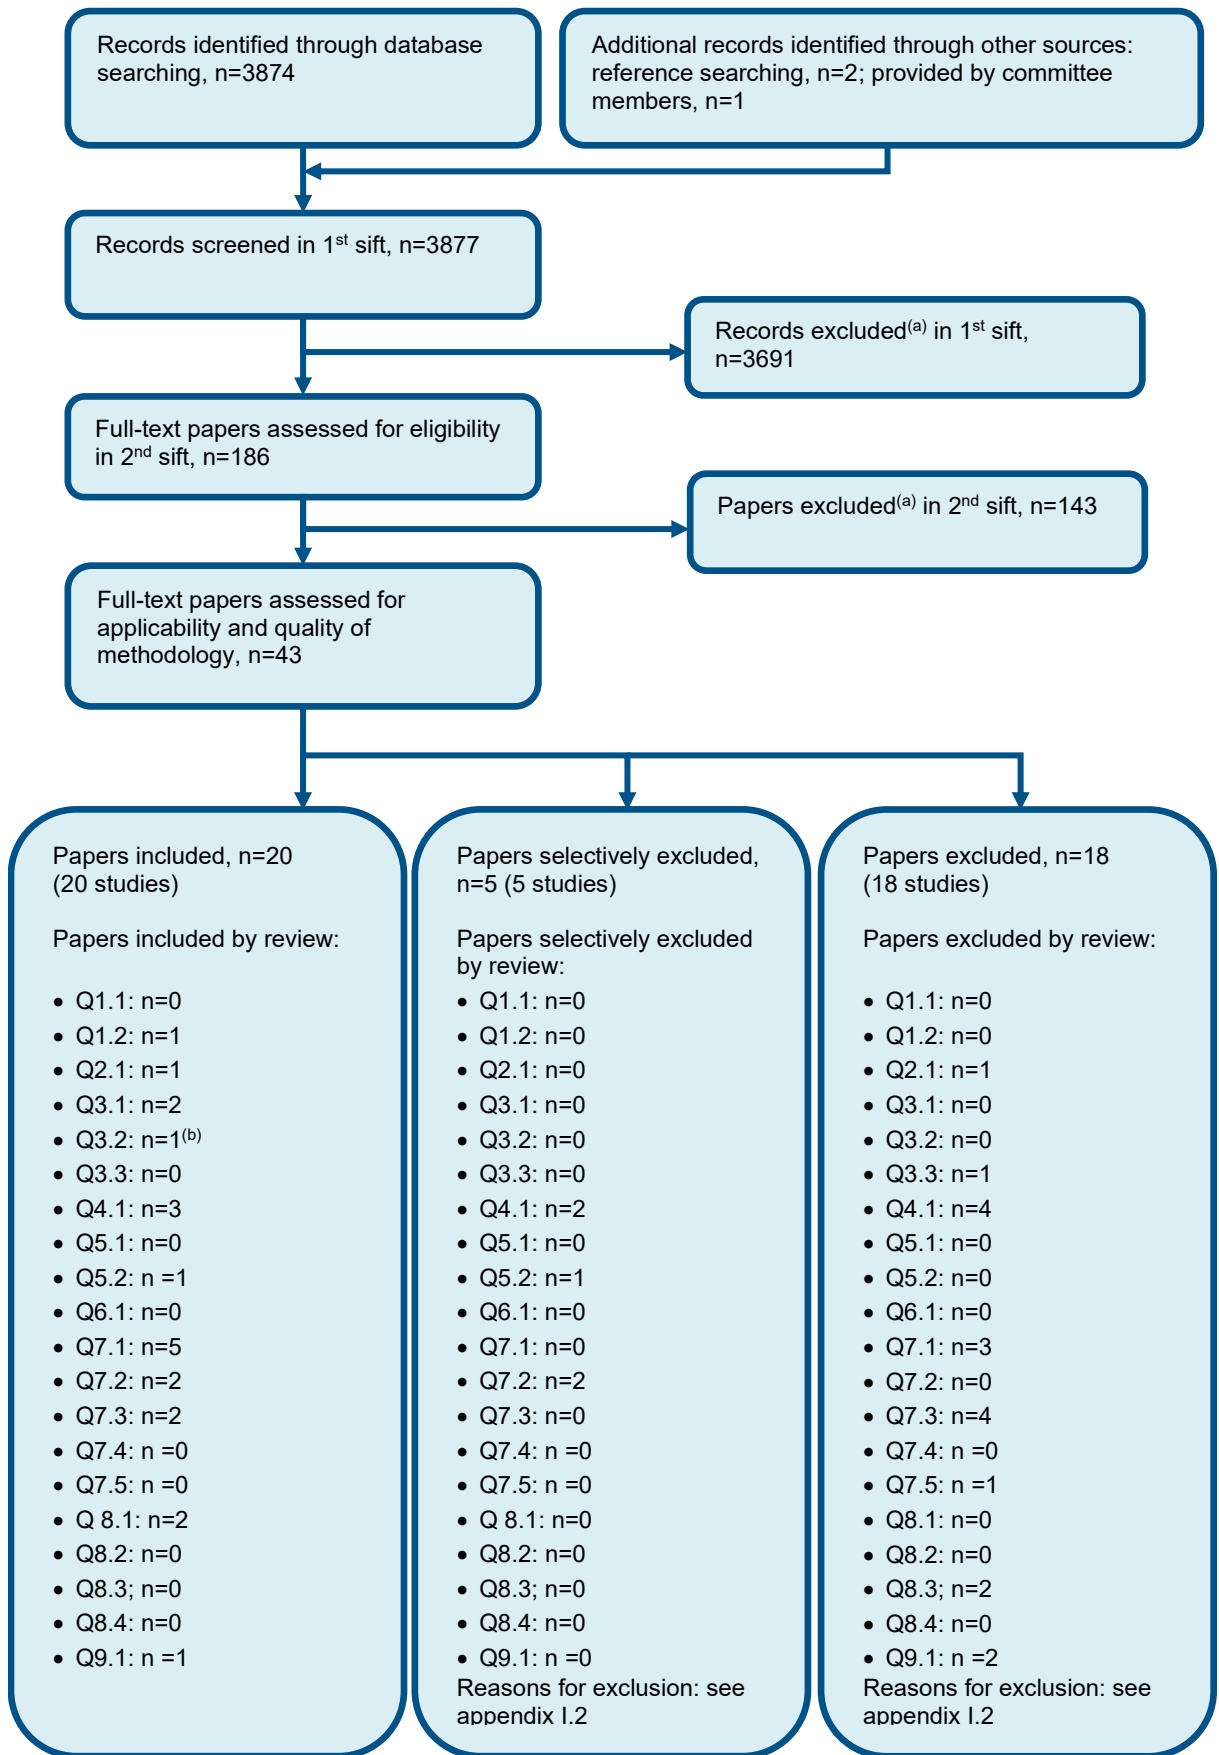 Records identified through database
searching, n=3874
Additional records identified through other sources:
reference searching, n=2; provided by committee
members, n=1
Records screened in 1st sift, n=3877
Records excluded(a) in 1st sift,
n=3691
Full-text papers assessed for eligibility
in 2nd sift, n=186
Papers excluded(a) in 2nd sift, n=143
Full-text papers assessed for
applicability and quality of
methodology, n=43
Papers included, n=20
(20 studies)
Papers included by review:
• Q1.1: n=0
• Q1.2: n=1
• Q2.1: n=1
• Q3.1: n=2
• Q3.2: n=1(b)
• Q3.3: n=0
• Q4.1: n=3
• Q5.1: n=0
• Q5.2: n =1
• Q6.1: n=0
• Q7.1: n=5
• Q7.2: n=2
• Q7.3: n=2
• Q7.4: n =0
• Q7.5: n =0
• Q 8.1: n=2
• Q8.2: n=0
• Q8.3; n=0
• Q8.4: n=0
• Q9.1: n =1
Papers selectively excluded,
n=5 (5 studies)
Papers selectively excluded
by review:
• Q1.1: n=0
• Q1.2: n=0
• Q2.1: n=0
• Q3.1: n=0
• Q3.2: n=0
• Q3.3: n=0
• Q4.1: n=2
• Q5.1: n=0
• Q5.2: n=1
• Q6.1: n=0
• Q7.1: n=0
• Q7.2: n=2
• Q7.3: n=0
• Q7.4: n =0
• Q7.5: n =0
• Q 8.1: n=0
• Q8.2: n=0
• Q8.3; n=0
• Q8.4: n=0
• Q9.1: n =0
Reasons for exclusion: see
appendix I.2
Papers excluded, n=18
(18 studies)
Papers excluded by review:
• Q1.1: n=0
• Q1.2: n=0
• Q2.1: n=1
• Q3.1: n=0
• Q3.2: n=0
• Q3.3: n=1
• Q4.1: n=4
• Q5.1: n=0
• Q5.2: n=0
• Q6.1: n=0
• Q7.1: n=3
• Q7.2: n=0
• Q7.3: n=4
• Q7.4: n =0
• Q7.5: n =1
• Q8.1: n=0
• Q8.2: n=0
• Q8.3; n=2
• Q8.4: n=0
• Q9.1: n =2
Reasons for exclusion: see
appendix I.2